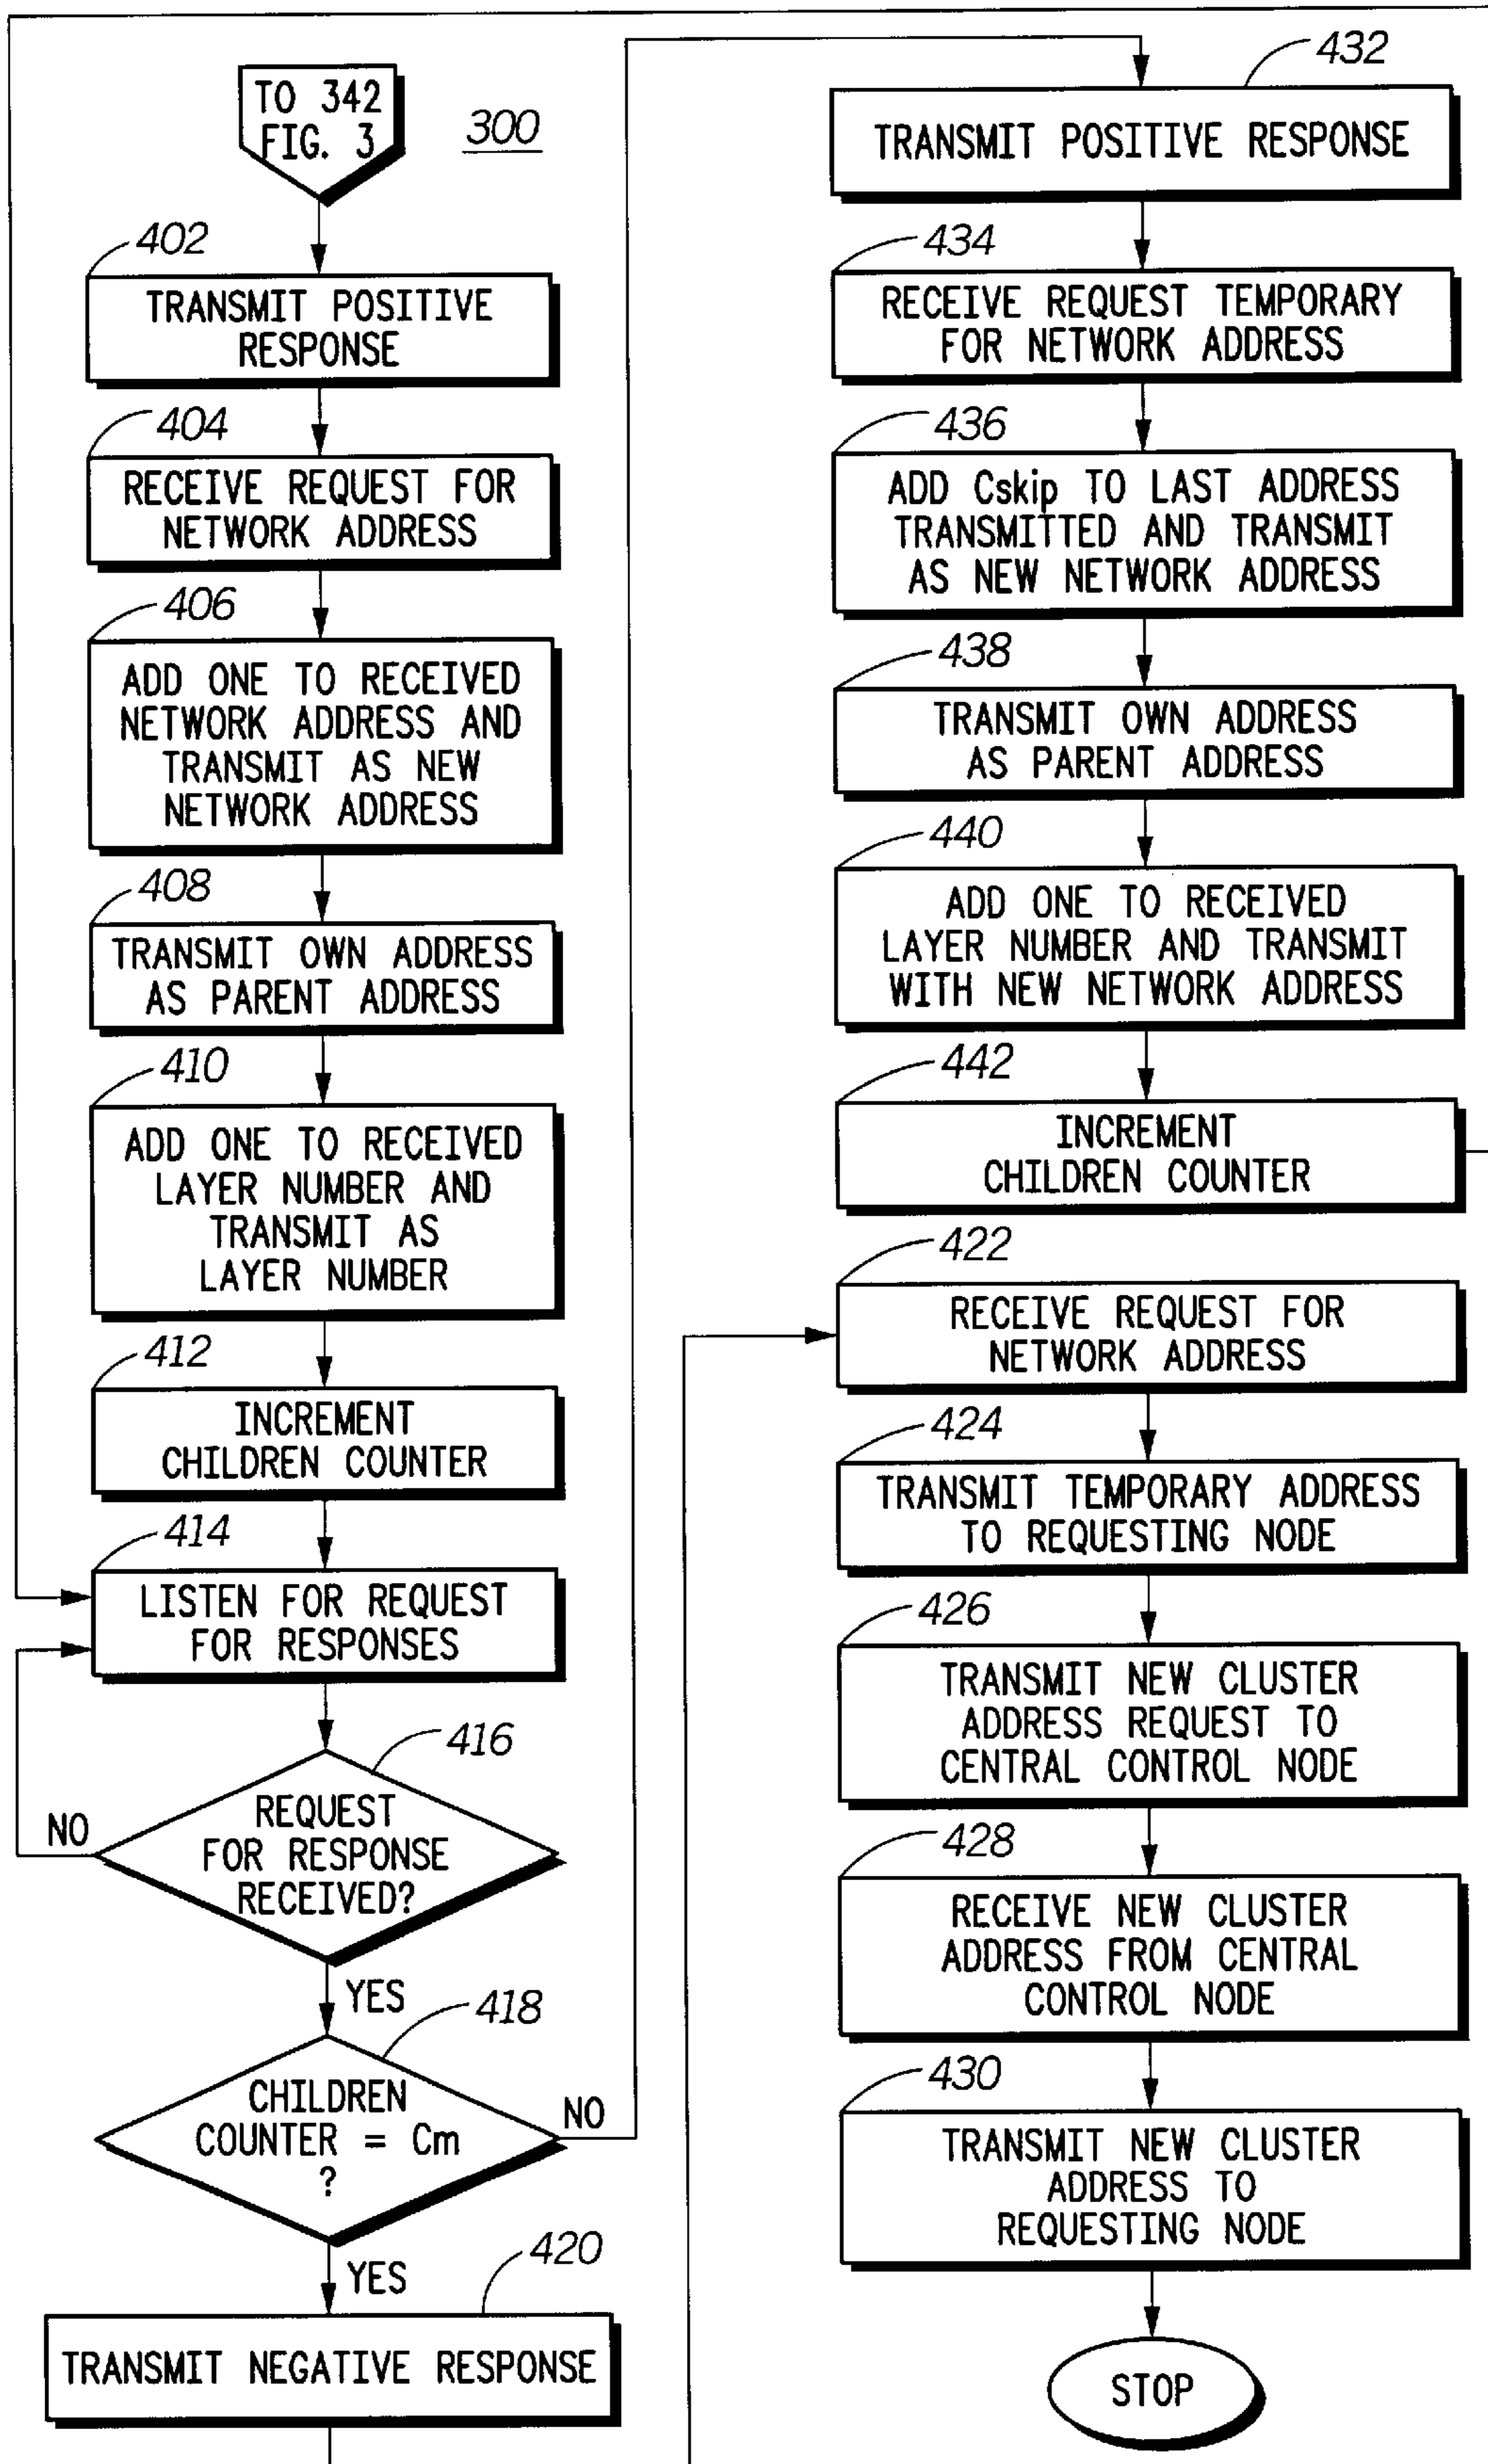 TO 342
FIG. 3
300
402
TRANSMIT POSITIVE
RESPONSE
404
RECEIVE REQUEST FOR
NETWORK ADDRESS
406
ADD ONE TO RECEIVED
NETWORK ADDRESS AND
TRANSMIT AS NEW
NETWORK ADDRESS
408
TRANSMIT OWN ADDRESS
AS PARENT ADDRESS
410
ADD ONE TO RECEIVED
LAYER NUMBER AND
TRANSMIT AS
LAYER NUMBER
412
INCREMENT
CHILDREN COUNTER
414
LISTEN FOR REQUEST
FOR RESPONSES
416
REQUEST
FOR RESPONSE
RECEIVED?
NO
YES
418
CHILDREN
COUNTER = Cm
?
NO
YES
420
TRANSMIT NEGATIVE RESPONSE
432
TRANSMIT POSITIVE RESPONSE
434
RECEIVE REQUEST TEMPORARY
FOR NETWORK ADDRESS
436
ADD Cskip TO LAST ADDRESS
TRANSMITTED AND TRANSMIT
AS NEW NETWORK ADDRESS
438
TRANSMIT OWN ADDRESS
AS PARENT ADDRESS
440
ADD ONE TO RECEIVED
LAYER NUMBER AND TRANSMIT
WITH NEW NETWORK ADDRESS
442
INCREMENT
CHILDREN COUNTER
422
RECEIVE REQUEST FOR
NETWORK ADDRESS
424
TRANSMIT TEMPORARY ADDRESS
TO REQUESTING NODE
426
TRANSMIT NEW CLUSTER
ADDRESS REQUEST TO
CENTRAL CONTROL NODE
428
RECEIVE NEW CLUSTER
ADDRESS FROM CENTRAL
CONTROL NODE
430
TRANSMIT NEW CLUSTER
ADDRESS TO
REQUESTING NODE
STOP